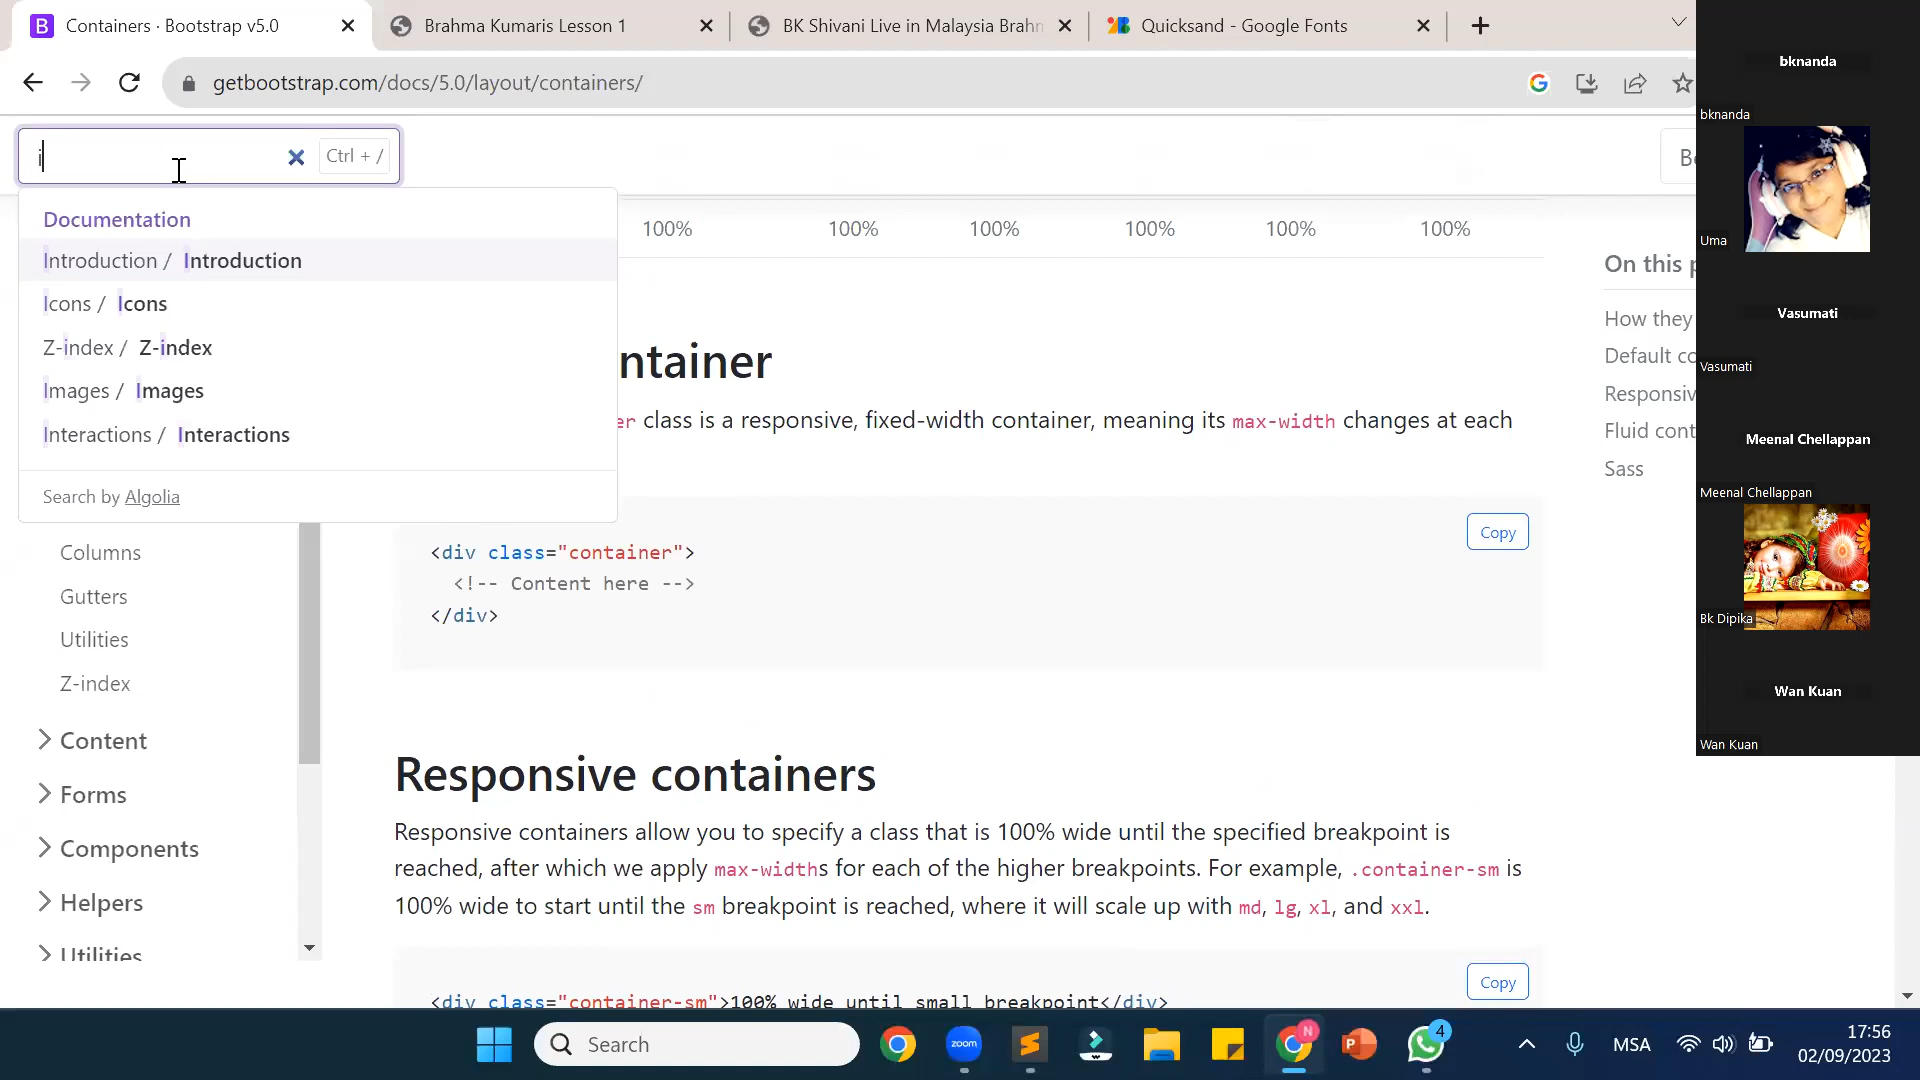 Containers · Bootstrap v5.0
Brahma Kumaris Lesson 1
BK Shivani Live in Malaysia Brahm
Quicksand - Google Fonts
getbootstrap.com/docs/5.0/layout/containers/
i
Ctrl + /
Documentation
Introduction / Introduction
Icons / Icons
Z-index / Z-index
Images / Images
Interactions / Interactions
Search by Algolia
Columns
Gutters
Utilities
Z-index
Content
Forms
Components
Helpers
Utilities
100% 100% 100% 100% 100% 100%
ntainer
er class is a responsive, fixed-width container, meaning its max-width changes at each
Copy
<div class="container">
<!-- Content here -->
</div>
Responsive containers
Responsive containers allow you to specify a class that is 100% wide until the specified breakpoint is
reached, after which we apply max-widths for each of the higher breakpoints. For example, .container-sm is
100% wide to start until the sm breakpoint is reached, where it will scale up with md, lg, xl, and xxl.
Copy
<div class="container-sm">100% wide until small breakpoint</div>
On this p
How they
Default co
Responsiv
Fluid cont
Sass
bknanda
bknanda
Uma
Vasumati
Vasumati
Meenal Chellappan
Meenal Chellappan
Bk Dipika
Wan Kuan
Wan Kuan
Search
zoom
N
P
4
MSA
17:56
02/09/2023